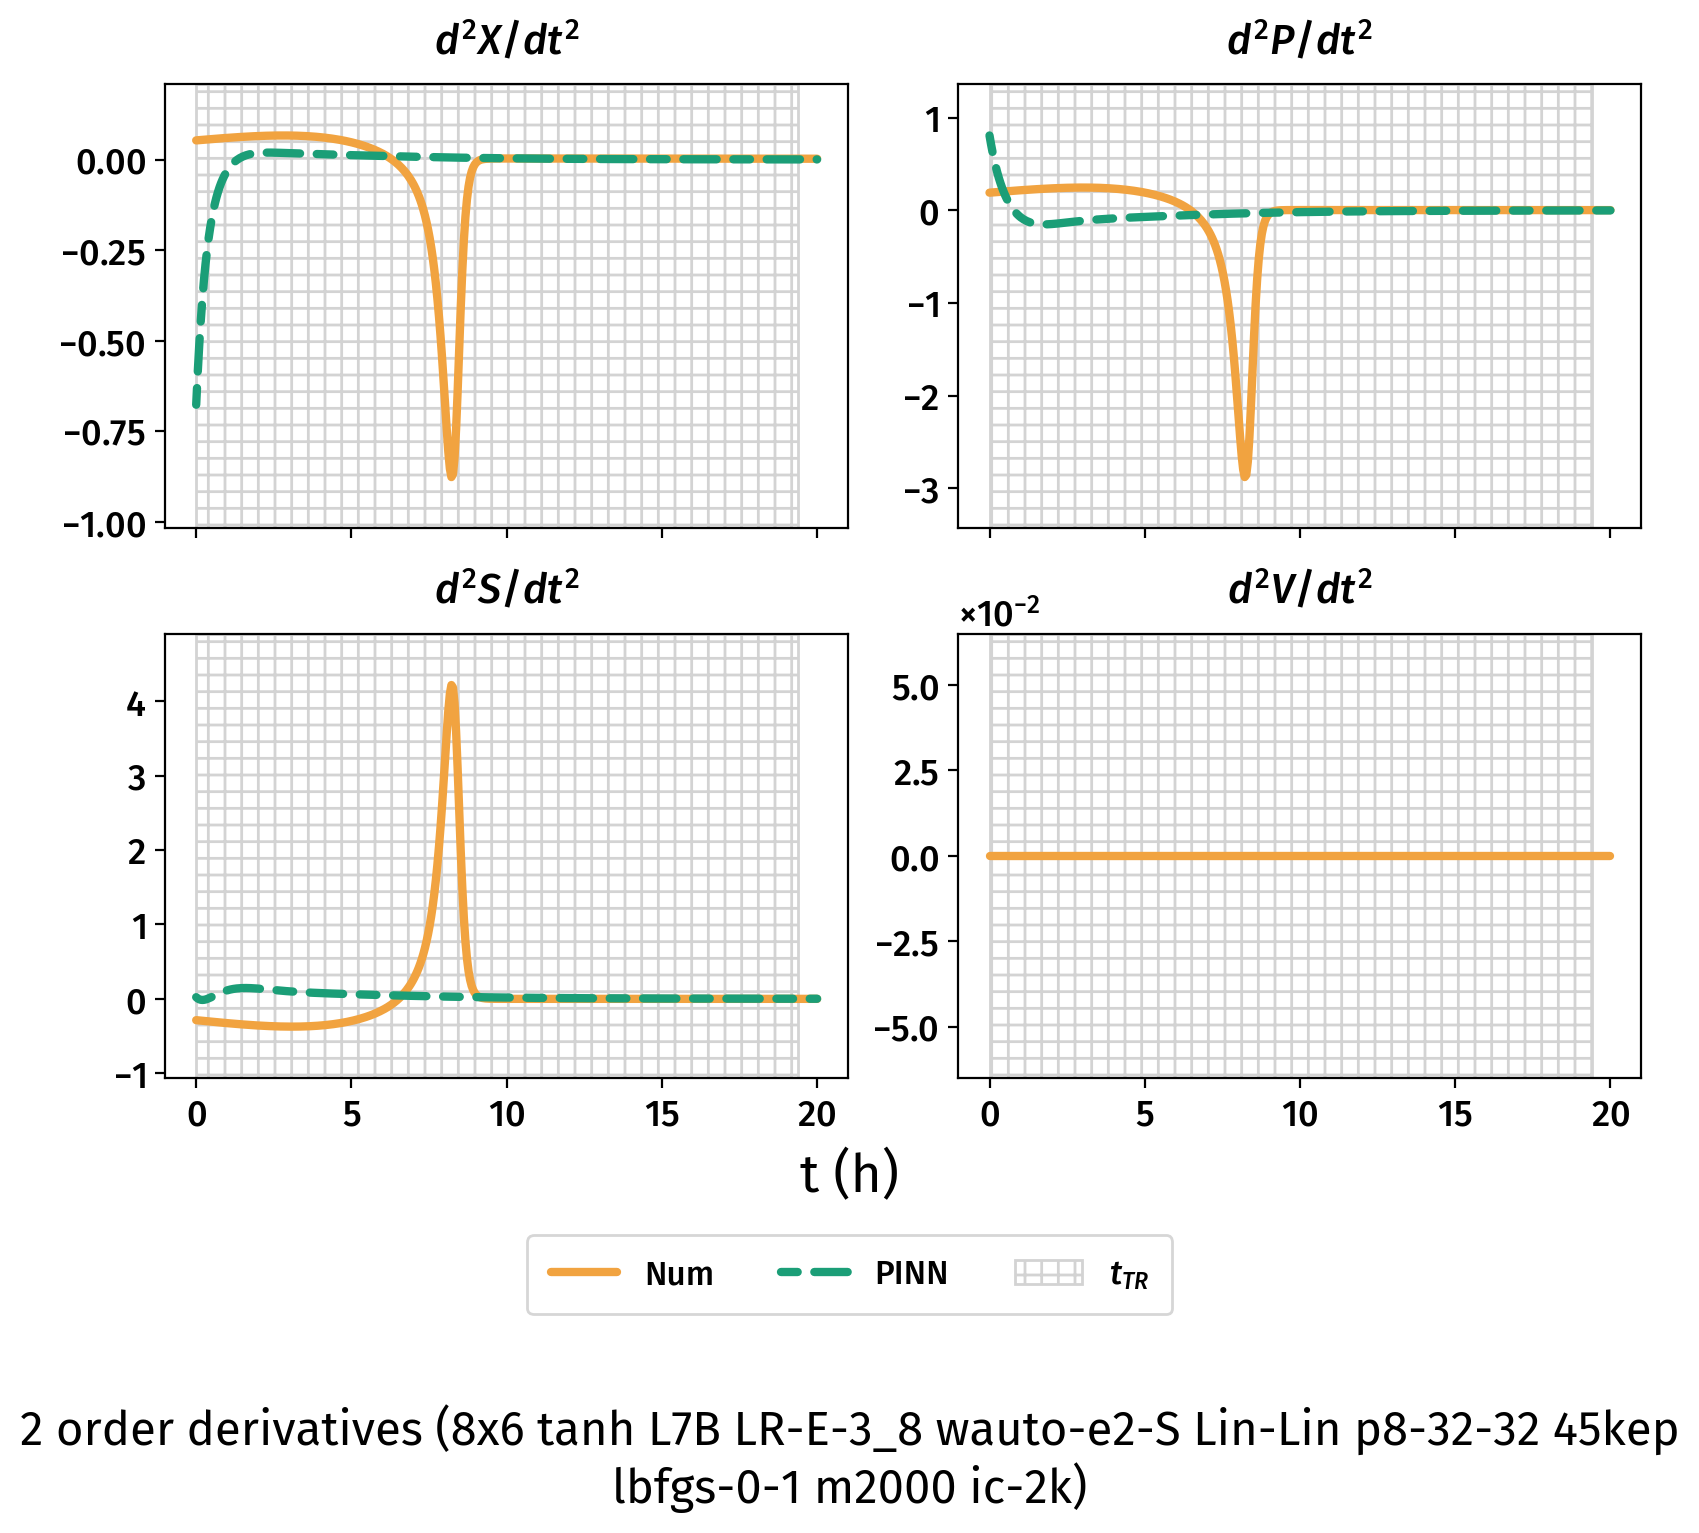 d²X/dt²
d²P/dt²
0.00
−0.25
−0.50
−0.75
−1.00
1
0
−1
−2
−3
d²S/dt²
d²V/dt²
×10⁻²
4
3
2
1
0
−1
5.0
2.5
0.0
−2.5
−5.0
0 5 10 15 20
0 5 10 15 20
t (h)
Num PINN t_TR
2 order derivatives (8x6 tanh L7B LR-E-3_8 wauto-e2-S Lin-Lin p8-32-32 45kep
lbfgs-0-1 m2000 ic-2k)